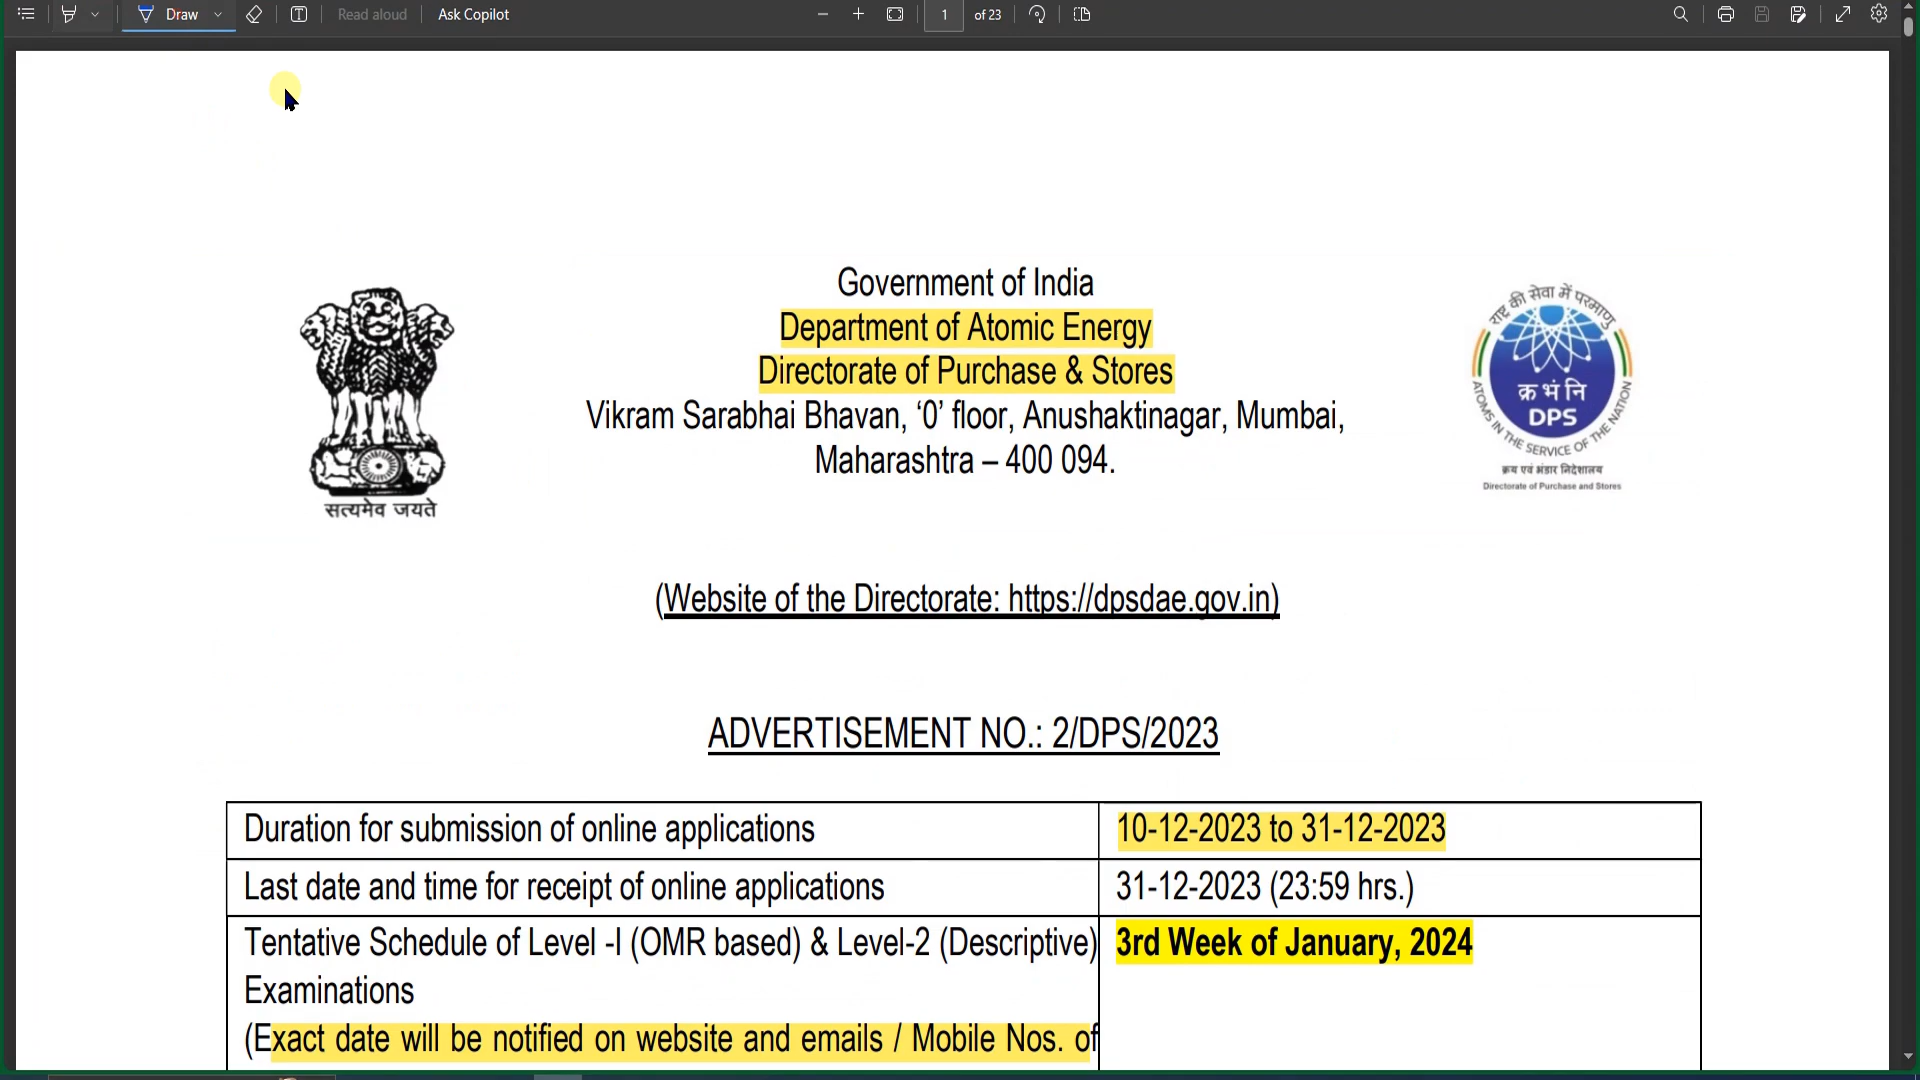 Draw
Read aloud
Ask Copilot
1
of 23
Government of India
Department of Atomic Energy
Directorate of Purchase & Stores
Vikram Sarabhai Bhavan, ‘0’ floor, Anushaktinagar, Mumbai,
Maharashtra – 400 094.
सत्यमेव जयते
राष्ट्र की सेवा में परमाणु
क्र भं नि
DPS
ATOMS IN THE SERVICE OF THE NATION
क्रय एवं भंडार निदेशालय
Directorate of Purchase and Stores
(Website of the Directorate: https://dpsdae.gov.in)
ADVERTISEMENT NO.: 2/DPS/2023
Duration for submission of online applications
10-12-2023 to 31-12-2023
Last date and time for receipt of online applications
31-12-2023 (23:59 hrs.)
Tentative Schedule of Level -I (OMR based) & Level-2 (Descriptive)
Examinations
(Exact date will be notified on website and emails / Mobile Nos. of
3rd Week of January, 2024